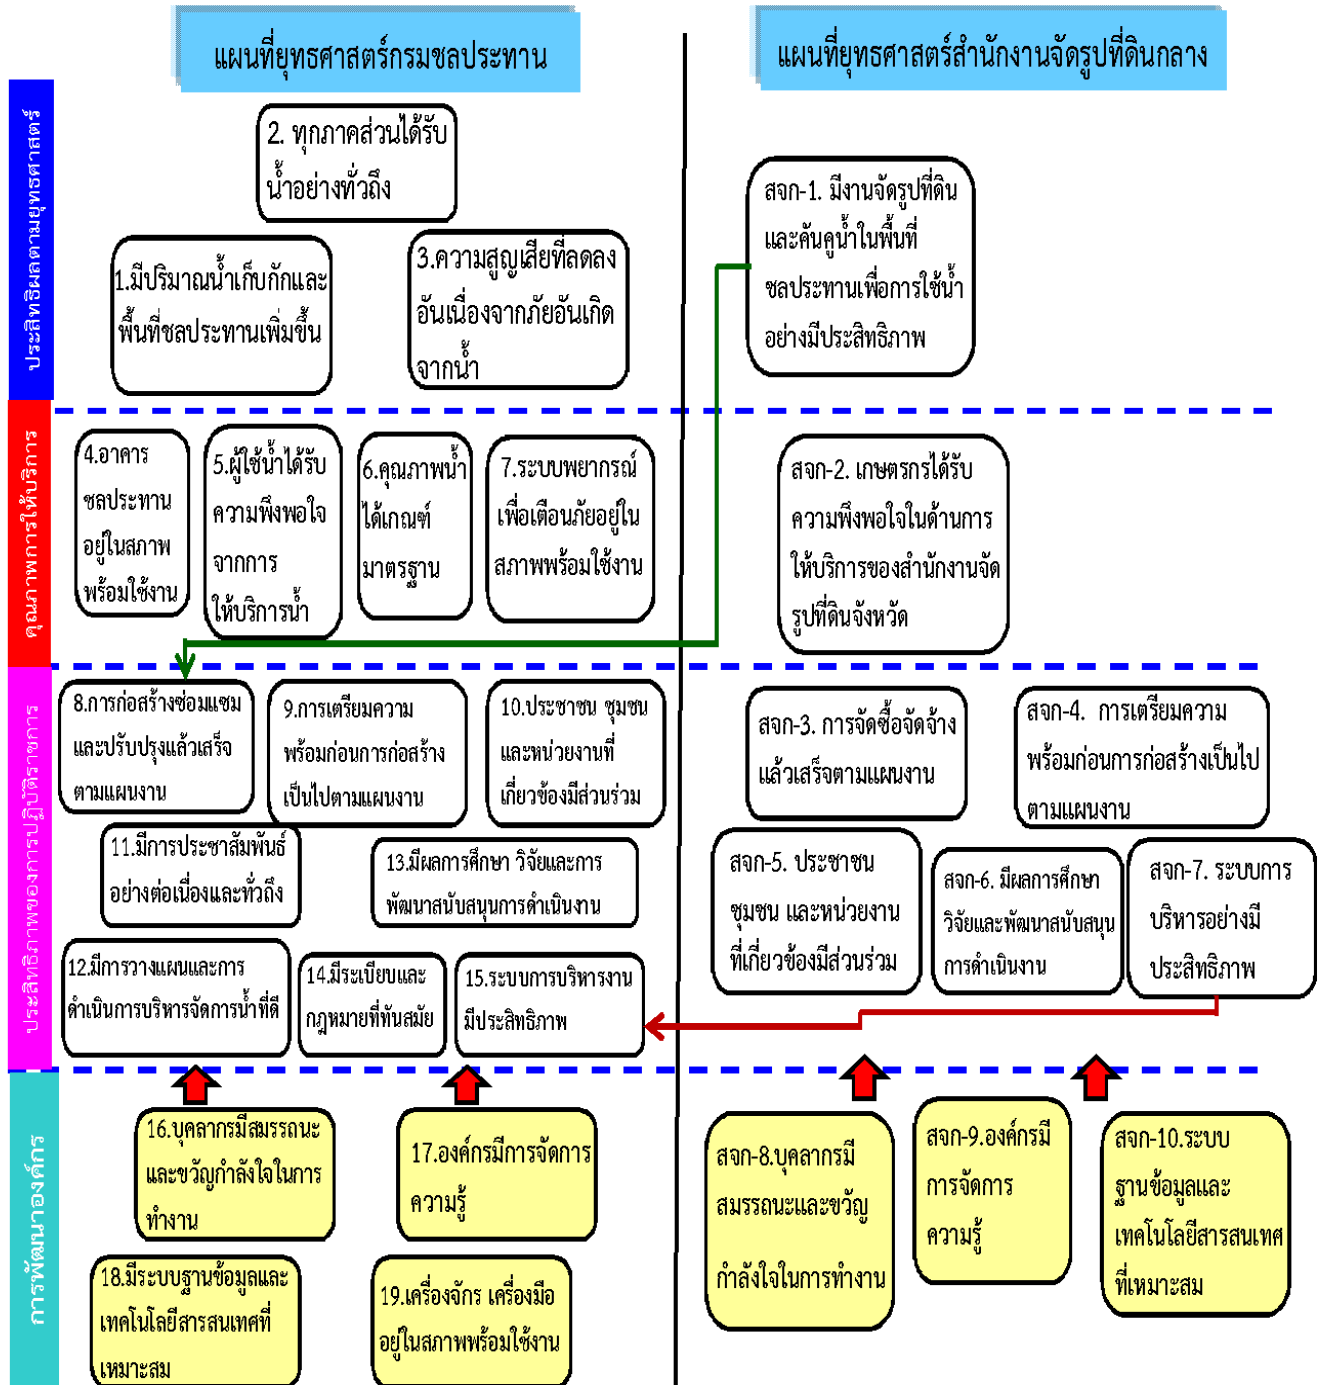 แผนที่ยุทธศาสตร์กรมชลประทาน
แผนที่ยุทธศาสตร์สำนักงานจัดรูปที่ดินกลาง
ประสิทธิผลตามยุทธศาสตร์
2. ทุกภาคส่วนได้รับ
น้ำอย่างทั่วถึง
1.มีปริมาณน้ำเก็บกักและ
พื้นที่ชลประทานเพิ่มขึ้น
3.ความสูญเสียที่ลดลง
อันเนื่องจากภัยอันเกิด
จากน้ำ
สจก-1. มีงานจัดรูปที่ดิน
และคันคูน้ำในพื้นที่
ชลประทานเพื่อการใช้น้ำ
อย่างมีประสิทธิภาพ
คุณภาพการให้บริการ
4.อาคาร
ชลประทาน
อยู่ในสภาพ
พร้อมใช้งาน
5.ผู้ใช้น้ำได้รับ
ความพึงพอใจ
จากการ
ให้บริการน้ำ
6.คุณภาพน้ำ
ได้เกณฑ์
มาตรฐาน
7.ระบบพยากรณ์
เพื่อเตือนภัยอยู่ใน
สภาพพร้อมใช้งาน
สจก-2. เกษตรกรได้รับ
ความพึงพอใจในด้านการ
ให้บริการของสำนักงานจัด
รูปที่ดินจังหวัด
ประสิทธิภาพของการปฏิบัติราชการ
8.การก่อสร้างซ่อมแซม
และปรับปรุงแล้วเสร็จ
ตามแผนงาน
9.การเตรียมความ
พร้อมก่อนการก่อสร้าง
เป็นไปตามแผนงาน
10.ประชาชน ชุมชน
และหน่วยงานที่
เกี่ยวข้องมีส่วนร่วม
สจก-3. การจัดซื้อจัดจ้าง
แล้วเสร็จตามแผนงาน
สจก-4. การเตรียมความ
พร้อมก่อนการก่อสร้างเป็นไป
ตามแผนงาน
11.มีการประชาสัมพันธ์
อย่างต่อเนื่องและทั่วถึง
13.มีผลการศึกษา วิจัยและการ
พัฒนาสนับสนุนการดำเนินงาน
สจก-5. ประชาชน
ชุมชน และหน่วยงาน
ที่เกี่ยวข้องมีส่วนร่วม
สจก-6. มีผลการศึกษา
วิจัยและพัฒนาสนับสนุน
การดำเนินงาน
สจก-7. ระบบการ
บริหารอย่างมี
ประสิทธิภาพ
12.มีการวางแผนและการ
ดำเนินการบริหารจัดการน้ำที่ดี
14.มีระเบียบและ
กฎหมายที่ทันสมัย
15.ระบบการบริหารงาน
มีประสิทธิภาพ
การพัฒนาองค์กร
16.บุคลากรมีสมรรถนะ
และขวัญกำลังใจในการ
ทำงาน
17.องค์กรมีการจัดการ
ความรู้
สจก-8.บุคลากรมี
สมรรถนะและขวัญ
กำลังใจในการทำงาน
สจก-9.องค์กรมี
การจัดการ
ความรู้
สจก-10.ระบบ
ฐานข้อมูลและ
เทคโนโลยีสารสนเทศ
ที่เหมาะสม
18.มีระบบฐานข้อมูลและ
เทคโนโลยีสารสนเทศที่
เหมาะสม
19.เครื่องจักร เครื่องมือ
อยู่ในสภาพพร้อมใช้งาน